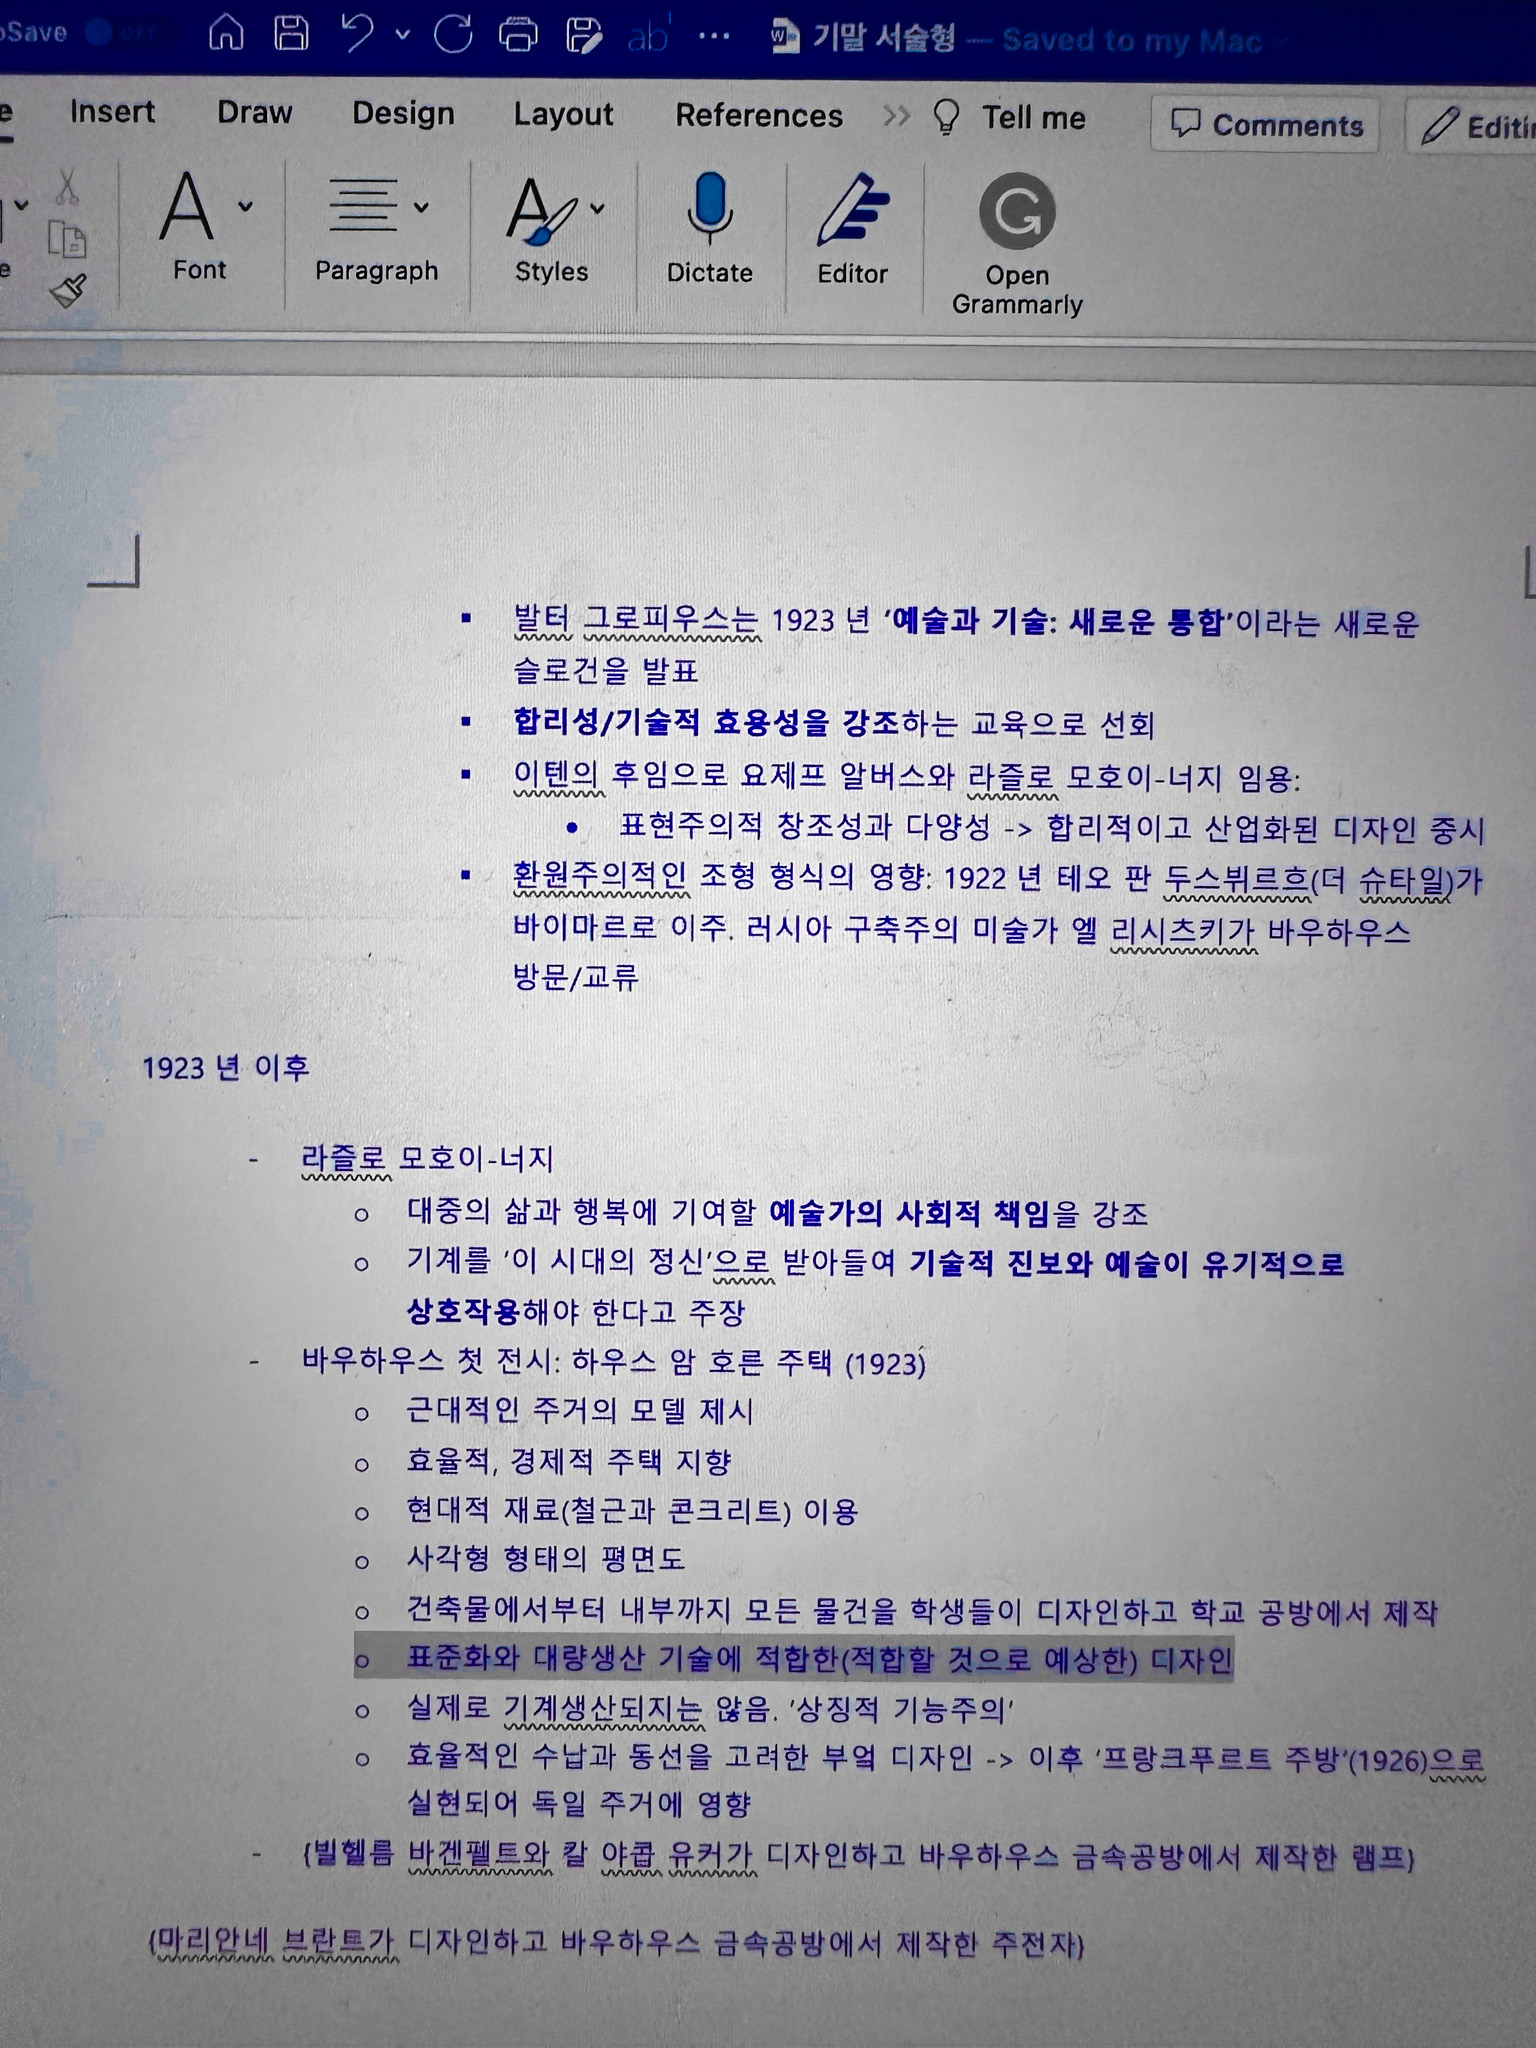 oSave
ab
기말 서술형 — Saved to my Mac
e Insert Draw Design Layout References Tell me Comments
Font Paragraph Styles Dictate Editor Open Grammarly
▪ 발터 그로피우스는 1923 년 ‘예술과 기술: 새로운 통합’이라는 새로운
슬로건을 발표
▪ 합리성/기술적 효용성을 강조하는 교육으로 선회
▪ 이텐의 후임으로 요제프 알버스와 라즐로 모호이-너지 임용:
• 표현주의적 창조성과 다양성 -> 합리적이고 산업화된 디자인 중시
▪ 환원주의적인 조형 형식의 영향: 1922 년 테오 판 두스뷔르흐(더 슈타일)가
바이마르로 이주. 러시아 구축주의 미술가 엘 리시츠키가 바우하우스
방문/교류
1923 년 이후
- 라즐로 모호이-너지
o 대중의 삶과 행복에 기여할 예술가의 사회적 책임을 강조
o 기계를 ‘이 시대의 정신’으로 받아들여 기술적 진보와 예술이 유기적으로
상호작용해야 한다고 주장
- 바우하우스 첫 전시: 하우스 암 호른 주택 (1923)
o 근대적인 주거의 모델 제시
o 효율적, 경제적 주택 지향
o 현대적 재료(철근과 콘크리트) 이용
o 사각형 형태의 평면도
o 건축물에서부터 내부까지 모든 물건을 학생들이 디자인하고 학교 공방에서 제작
o 표준화와 대량생산 기술에 적합한(적합할 것으로 예상한) 디자인
o 실제로 기계생산되지는 않음. ‘상징적 기능주의’
o 효율적인 수납과 동선을 고려한 부엌 디자인 -> 이후 ‘프랑크푸르트 주방’(1926)으로
실현되어 독일 주거에 영향
- {빌헬름 바겐펠트와 칼 야콥 유커가 디자인하고 바우하우스 금속공방에서 제작한 램프}
{마리안네 브란트가 디자인하고 바우하우스 금속공방에서 제작한 주전자}